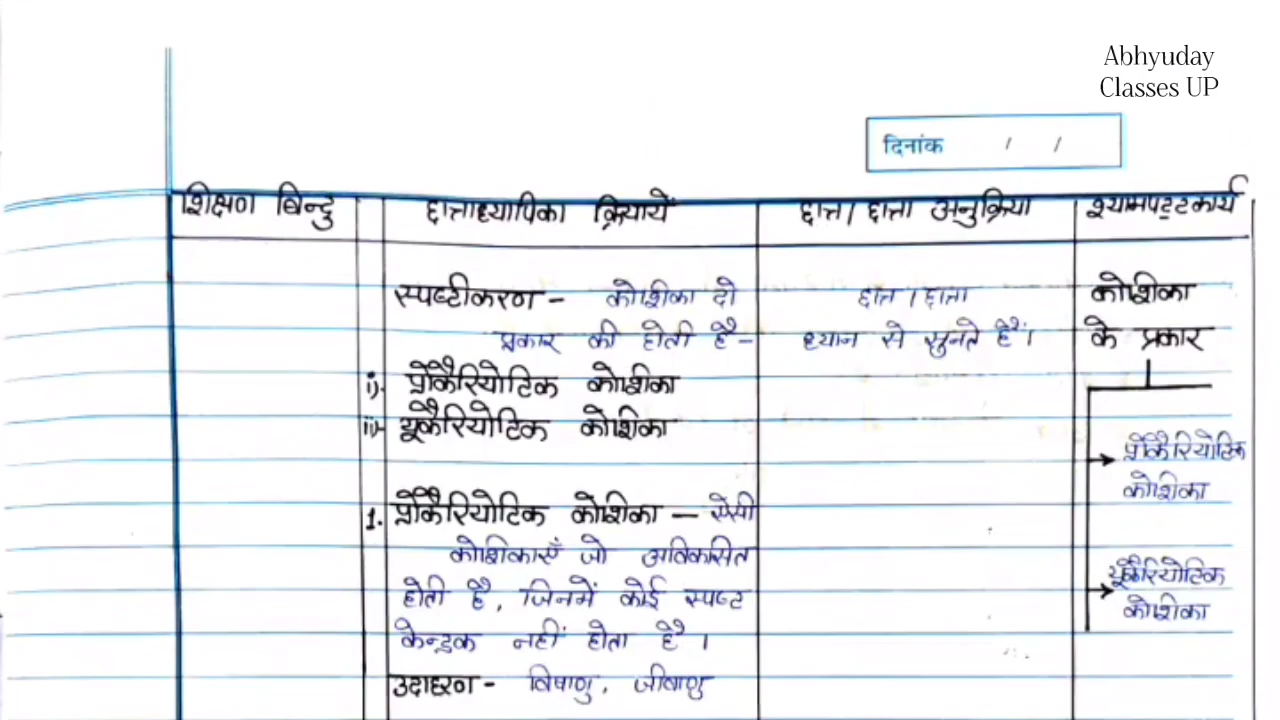 Abhyuday
Classes UP
दिनांक / /
शिक्षण बिन्दु छात्राध्यापिका क्रियायें छात्र/छात्रा अनुक्रिया श्यामपट्टकार्य
स्पष्टीकरण - कोशिका दो छात्र/छात्रा कोशिका
प्रकार की होती है - ध्यान से सुनते हैं। के प्रकार
i) प्रोकैरियोटिक कोशिका
ii) यूकैरियोटिक कोशिका
प्रोकैरियोटिक
कोशिका
1. प्रोकैरियोटिक कोशिका — ऐसी
कोशिकाएँ जो अविकसित
होती है, जिनमें कोई स्पष्ट
केन्द्रक नहीं होता है।
यूकैरियोटिक
कोशिका
उदाहरण - विषाणु, जीवाणु